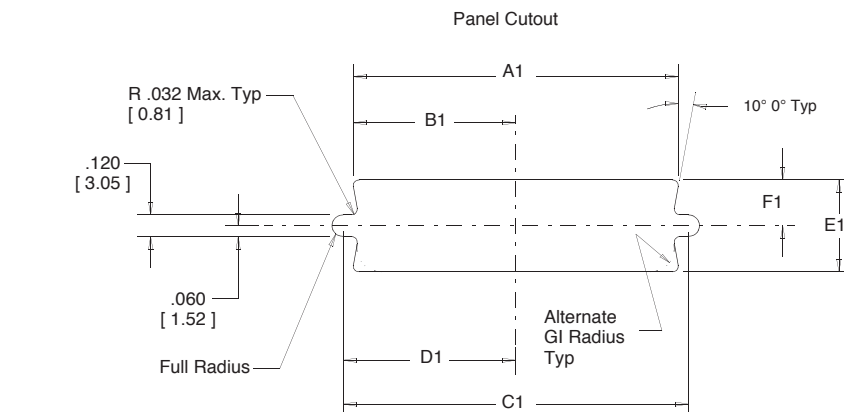 Panel Cutout
A1
R .032 Max. Typ
[ 0.81 ]
10° 0° Typ
B1
.120
[ 3.05 ]
F1
E1
.060
[ 1.52 ]
Alternate
GI Radius
Typ
D1
Full Radius
C1